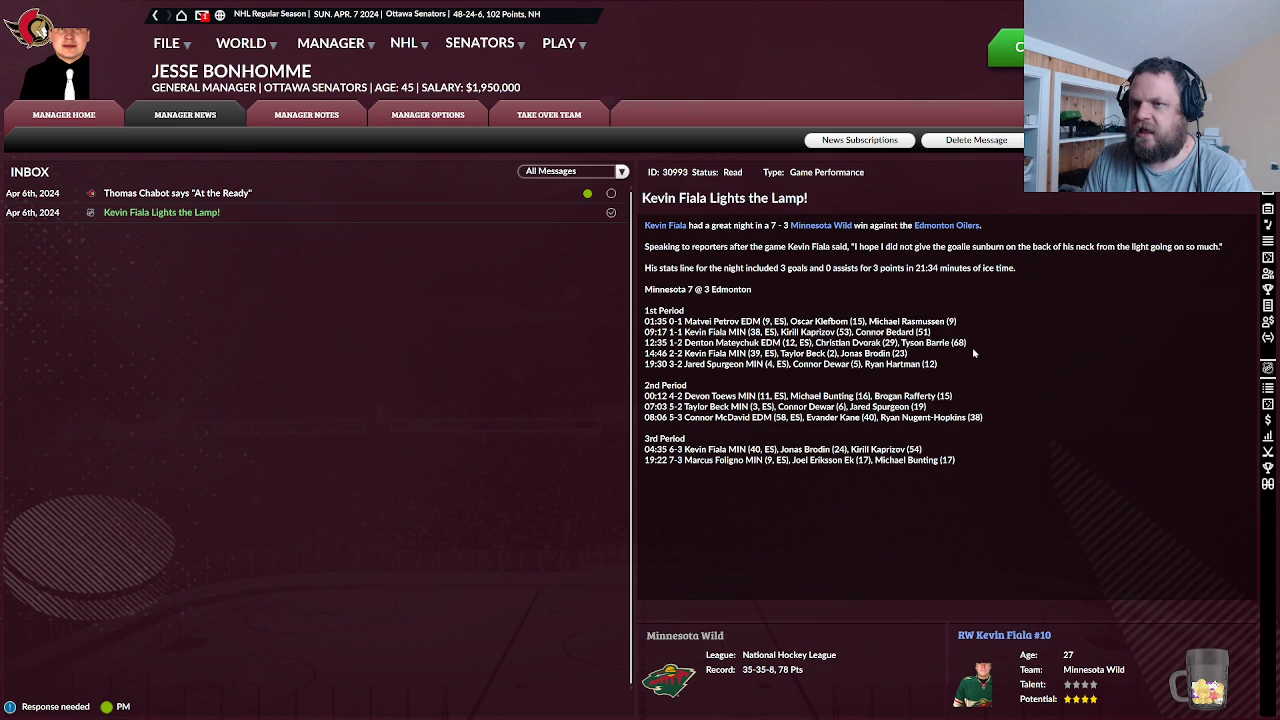 NHL Regular Season | SUN. APR. 7 2024 | Ottawa Senators | 48-24-6, 102 Points, NH
FILE WORLD MANAGER NHL SENATORS PLAY
JESSE BONHOMME
GENERAL MANAGER | OTTAWA SENATORS | AGE: 45 | SALARY: $1,950,000
MANAGER HOME MANAGER NEWS MANAGER NOTES MANAGER OPTIONS TAKE OVER TEAM
News Subscriptions Delete Message
INBOX All Messages
Apr 6th, 2024 Thomas Chabot says "At the Ready"
Apr 6th, 2024 Kevin Fiala Lights the Lamp!
ID: 30993 Status: Read Type: Game Performance
Kevin Fiala Lights the Lamp!
Kevin Fiala had a great night in a 7 - 3 Minnesota Wild win against the Edmonton Oilers.
Speaking to reporters after the game Kevin Fiala said, "I hope I did not give the goalie sunburn on the back of his neck from the light going on so much."
His stats line for the night included 3 goals and 0 assists for 3 points in 21:34 minutes of ice time.
Minnesota 7 @ 3 Edmonton
1st Period
01:35 0-1 Matvei Petrov EDM (9, ES), Oscar Klefbom (15), Michael Rasmussen (9)
09:17 1-1 Kevin Fiala MIN (38, ES), Kirill Kaprizov (53), Connor Bedard (51)
12:35 1-2 Denton Mateychuk EDM (12, ES), Christian Dvorak (29), Tyson Barrie (68)
14:46 2-2 Kevin Fiala MIN (39, ES), Taylor Beck (2), Jonas Brodin (23)
19:30 3-2 Jared Spurgeon MIN (4, ES), Connor Dewar (5), Ryan Hartman (12)
2nd Period
00:12 4-2 Devon Toews MIN (11, ES), Michael Bunting (16), Brogan Rafferty (15)
07:03 5-2 Taylor Beck MIN (3, ES), Connor Dewar (6), Jared Spurgeon (19)
08:06 5-3 Connor McDavid EDM (58, ES), Evander Kane (40), Ryan Nugent-Hopkins (38)
3rd Period
04:35 6-3 Kevin Fiala MIN (40, ES), Jonas Brodin (24), Kirill Kaprizov (54)
19:22 7-3 Marcus Foligno MIN (9, ES), Joel Eriksson Ek (17), Michael Bunting (17)
Minnesota Wild
League: National Hockey League
Record: 35-35-8, 78 Pts
RW Kevin Fiala #10
Age: 27
Team: Minnesota Wild
Talent:
Potential:
Response needed PM